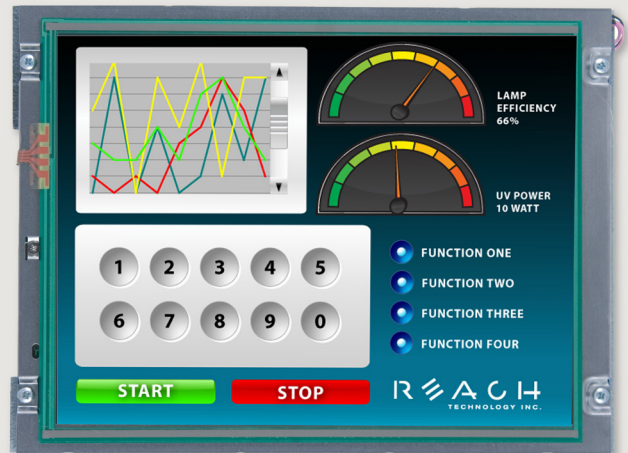 LAMP
EFFICIENCY
66%
UV POWER
10 WATT
1 2 3 4 5
6 7 8 9 0
FUNCTION ONE
FUNCTION TWO
FUNCTION THREE
FUNCTION FOUR
START STOP
REACH
TECHNOLOGY INC.